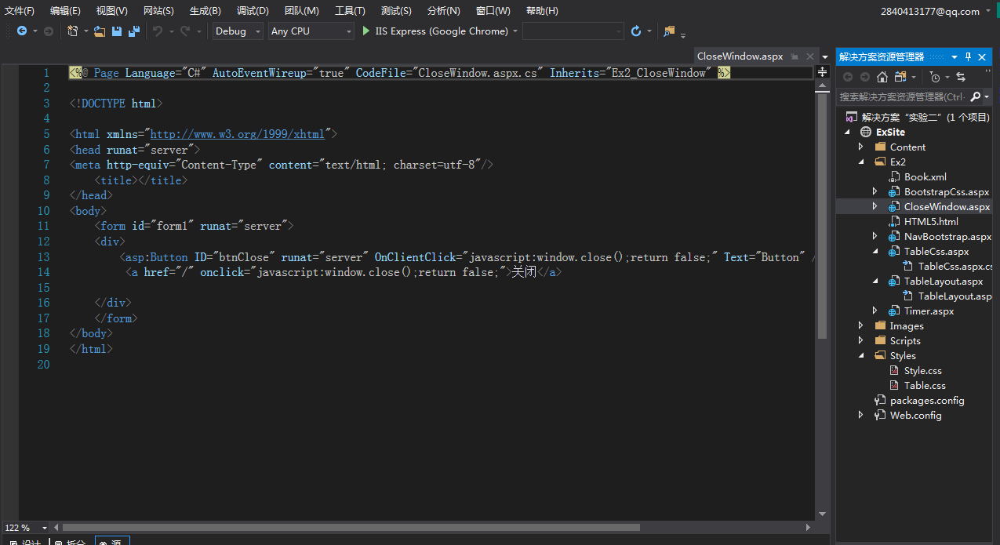 文件(F) 编辑(E) 视图(V) 网站(S) 生成(B) 调试(D) 团队(M) 工具(T) 测试(S) 分析(N) 窗口(W) 帮助(H) 2840413177@qq.com
Debug Any CPU IIS Express (Google Chrome)
CloseWindow.aspx
1 <%@ Page Language="C#" AutoEventWireup="true" CodeFile="CloseWindow.aspx.cs" Inherits="Ex2_CloseWindow" %>
2
3 <!DOCTYPE html>
4
5 <html xmlns="http://www.w3.org/1999/xhtml">
6 <head runat="server">
7 <meta http-equiv="Content-Type" content="text/html; charset=utf-8"/>
8 <title></title>
9 </head>
10 <body>
11 <form id="form1" runat="server">
12 <div>
13 <asp:Button ID="btnClose" runat="server" OnClientClick="javascript:window.close();return false;" Text="Button" /
14 <a href="/" onclick="javascript:window.close();return false;">关闭</a>
15
16 </div>
17 </form>
18 </body>
19 </html>
20
122 %
设计 拆分 源
解决方案资源管理器
搜索解决方案资源管理器(Ctrl·
解决方案 "实验二" (1 个项目)
ExSite
Content
Ex2
Book.xml
BootstrapCss.aspx
CloseWindow.aspx
HTML5.html
NavBootstrap.aspx
TableCss.aspx
TableCss.aspx.cs
TableLayout.aspx
TableLayout.asp
Timer.aspx
Images
Scripts
Styles
Style.css
Table.css
packages.config
Web.config